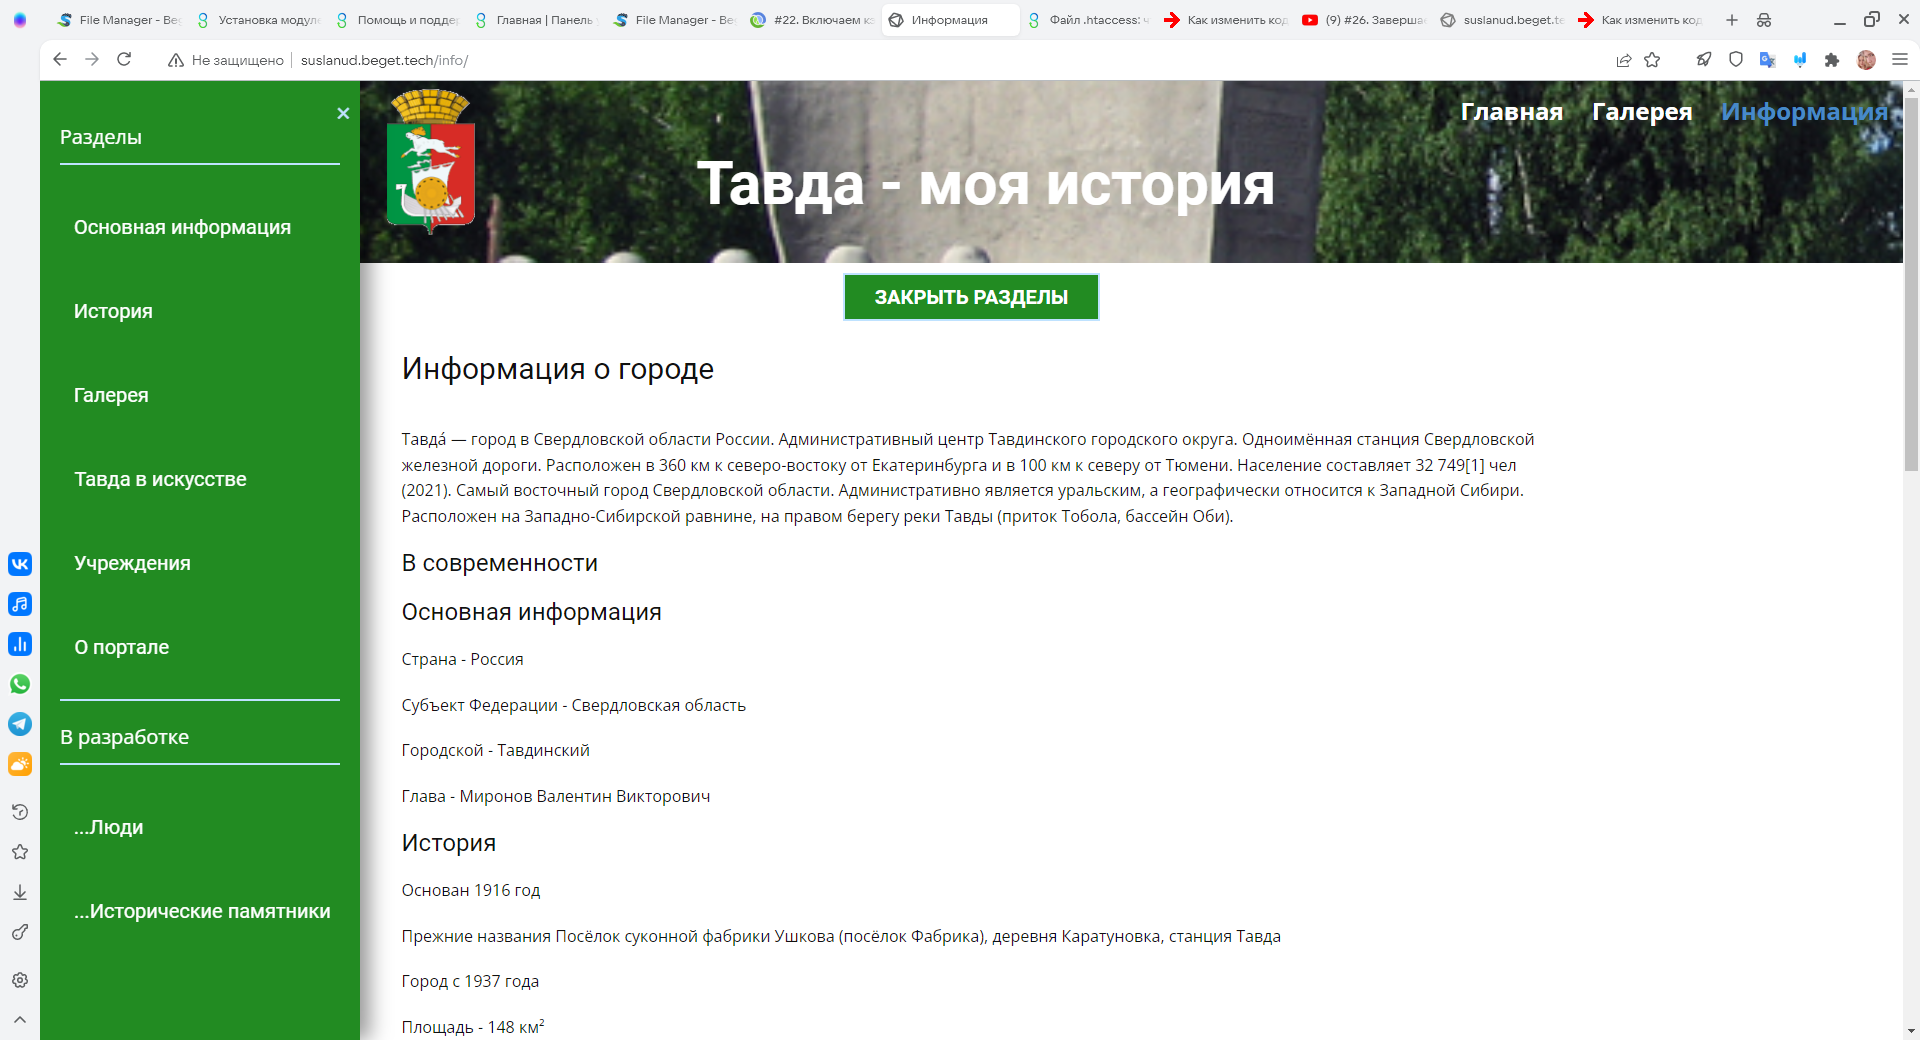 File Manager - Be
Установка модул
Помощь и поддер
Главная | Панель
File Manager - Be
#22. Включаем к
Информация
Файл .htaccess: ч
Как изменить код
(9) #26. Заверша
suslanud.beget.te
Как изменить код
Не защищено
suslanud.beget.tech/info/
Разделы
Основная информация
История
Галерея
Тавда в искусстве
Учреждения
О портале
В разработке
...Люди
...Исторические памятники
Главная
Галерея
Информация
Тавда - моя история
ЗАКРЫТЬ РАЗДЕЛЫ
Информация о городе
Тавда́ — город в Свердловской области России. Административный центр Тавдинского городского округа. Одноимённая станция Свердловской
железной дороги. Расположен в 360 км к северо-востоку от Екатеринбурга и в 100 км к северу от Тюмени. Население составляет 32 749[1] чел
(2021). Самый восточный город Свердловской области. Административно является уральским, а географически относится к Западной Сибири.
Расположен на Западно-Сибирской равнине, на правом берегу реки Тавды (приток Тобола, бассейн Оби).
В современности
Основная информация
Страна - Россия
Субъект Федерации - Свердловская область
Городской - Тавдинский
Глава - Миронов Валентин Викторович
История
Основан 1916 год
Прежние названия Посёлок суконной фабрики Ушкова (посёлок Фабрика), деревня Каратуновка, станция Тавда
Город с 1937 года
Площадь - 148 км²